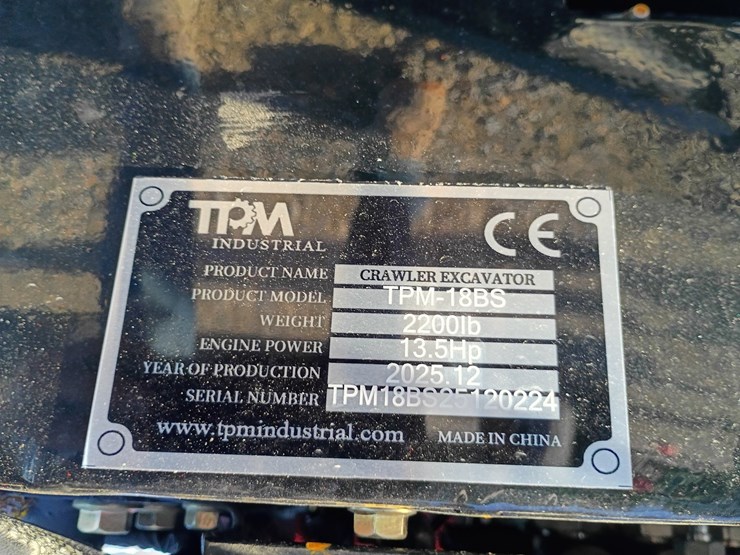 TPM
INDUSTRIAL
CE
PRODUCT NAME CRAWLER EXCAVATOR
PRODUCT MODEL TPM-18BS
WEIGHT 2200lb
ENGINE POWER 13.5Hp
YEAR OF PRODUCTION 2025.12
SERIAL NUMBER TPM18BS25120224
www.tpmindustrial.com MADE IN CHINA